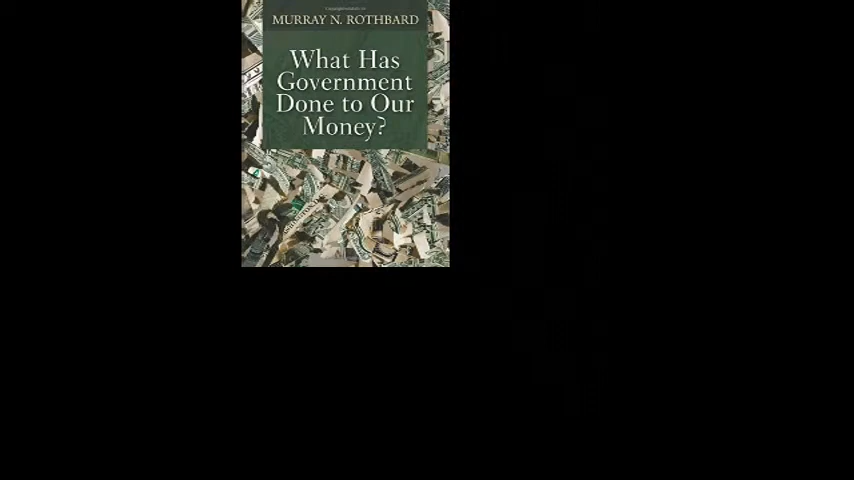 MURRAY N. ROTHBARD
What Has
Government
Done to Our
Money?